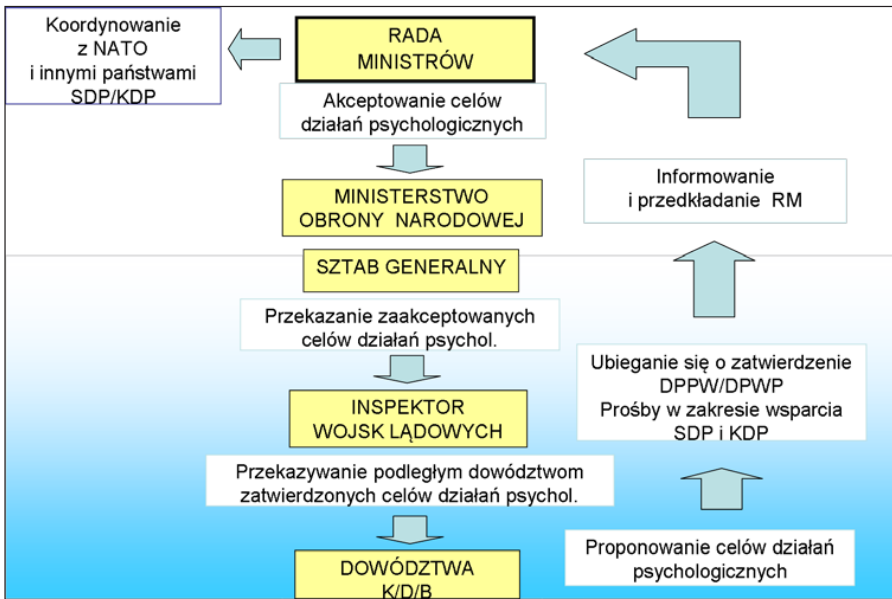 Koordynowanie
z NATO
i innymi państwami
SDP/KDP
RADA
MINISTRÓW
Akceptowanie celów
działań psychologicznych
MINISTERSTWO
OBRONY NARODOWEJ
SZTAB GENERALNY
Przekazanie zaakceptowanych
celów działań psychol.
INSPEKTOR
WOJSK LĄDOWYCH
Przekazywanie podległym dowództwom
zatwierdzonych celów działań psychol.
DOWÓDZTWA
K/D/B
Informowanie
i przedkładanie RM
Ubieganie się o zatwierdzenie
DPPW/DPWP
Prośby w zakresie wsparcia
SDP i KDP
Proponowanie celów działań
psychologicznych